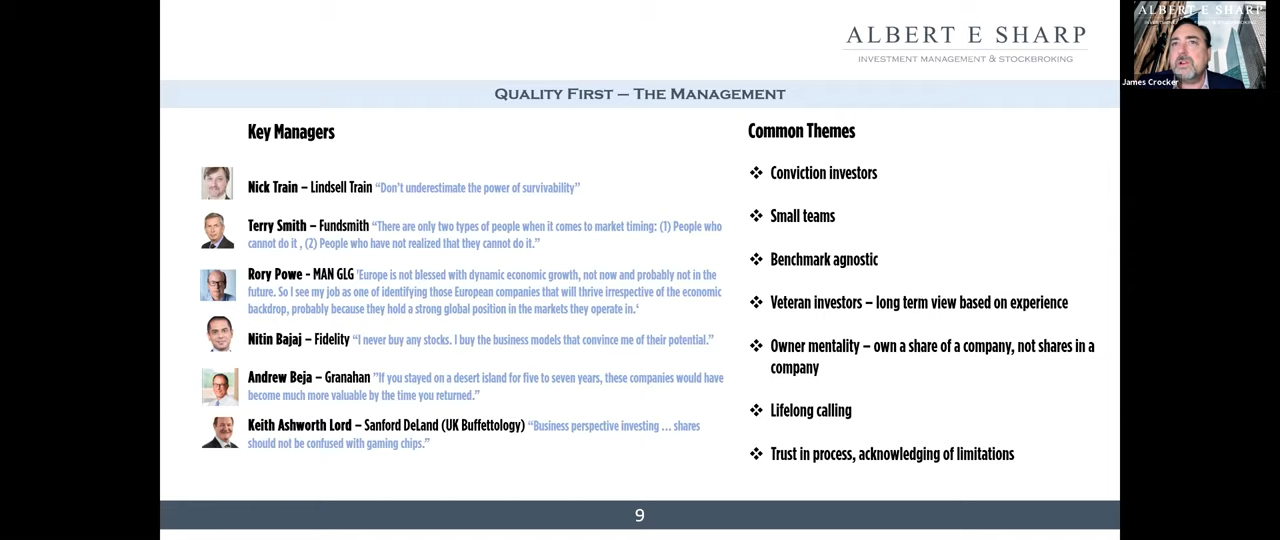 ALBERT E SHARP
INVESTMENT MANAGEMENT & STOCKBROKING
ALBERT E SHARP
James Crocker
QUALITY FIRST – THE MANAGEMENT
Key Managers
Nick Train – Lindsell Train “Don’t underestimate the power of survivability”
Terry Smith – Fundsmith “There are only two types of people when it comes to market timing: (1) People who
cannot do it , (2) People who have not realized that they cannot do it.”
Rory Powe - MAN GLG ‘Europe is not blessed with dynamic economic growth, not now and probably not in the
future. So I see my job as one of identifying those European companies that will thrive irrespective of the economic
backdrop, probably because they hold a strong global position in the markets they operate in.‘
Nitin Bajaj – Fidelity “I never buy any stocks. I buy the business models that convince me of their potential.”
Andrew Beja – Granahan ”If you stayed on a desert island for five to seven years, these companies would have
become much more valuable by the time you returned.”
Keith Ashworth Lord – Sanford DeLand (UK Buffettology) “Business perspective investing ... shares
should not be confused with gaming chips.”
Common Themes
❖ Conviction investors
❖ Small teams
❖ Benchmark agnostic
❖ Veteran investors – long term view based on experience
❖ Owner mentality – own a share of a company, not shares in a
company
❖ Lifelong calling
❖ Trust in process, acknowledging of limitations
9